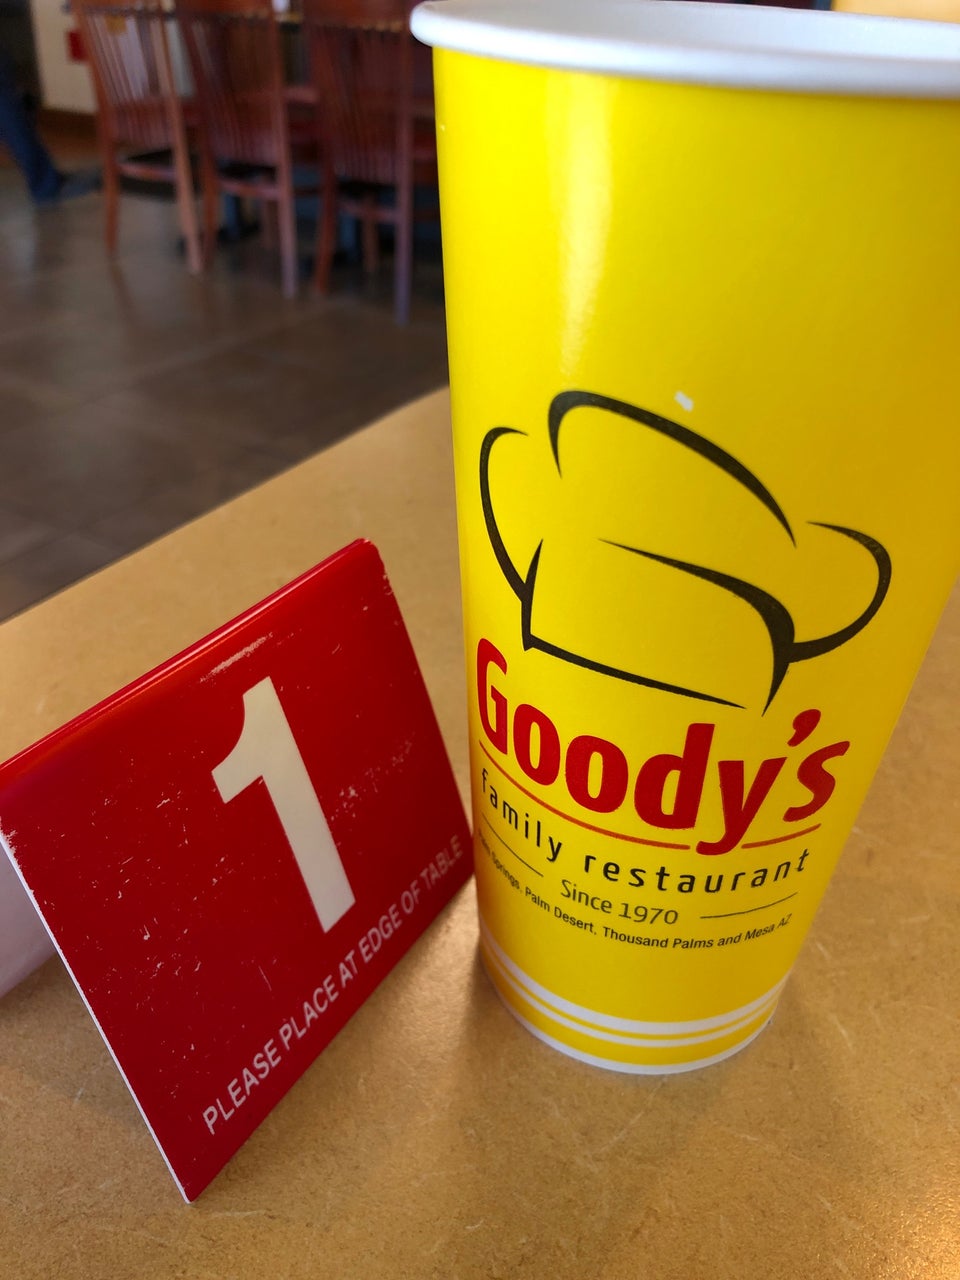 1
PLEASE PLACE AT EDGE OF TABLE
Goody's
family restaurant
Since 1970
Springs, Palm Desert, Thousand Palms and Mesa AZ